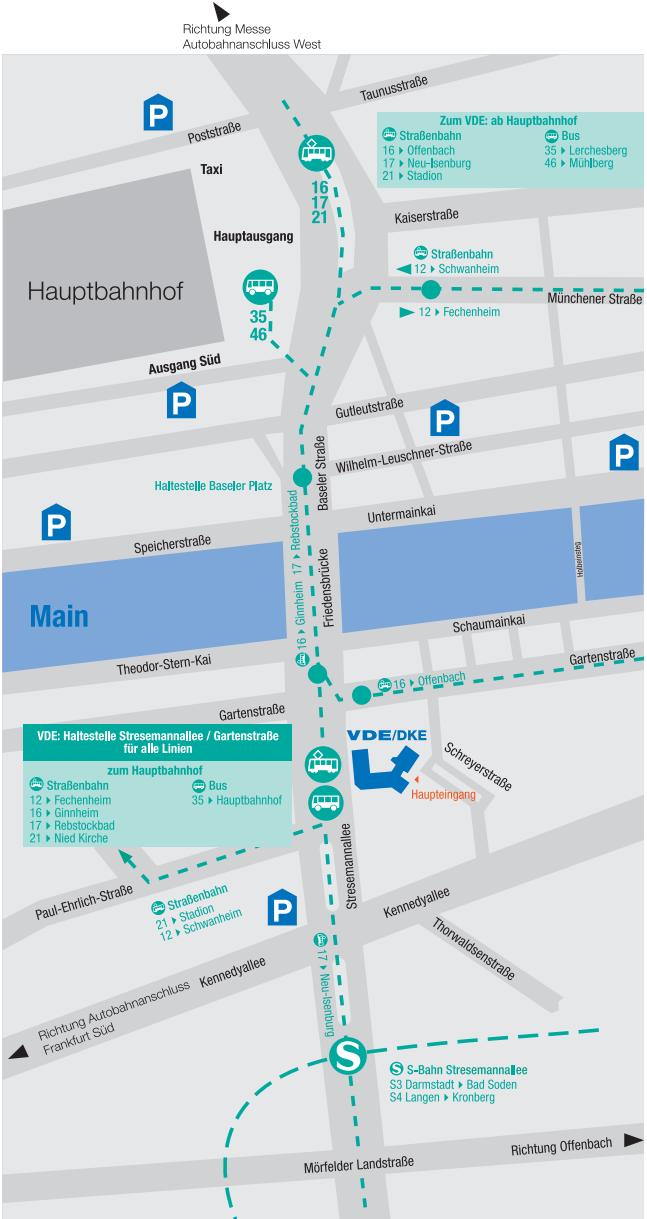 Richtung Messe
Autobahnanschluss West
Taunusstraße
P
Poststraße
Zum VDE: ab Hauptbahnhof
Straßenbahn
16 ▸ Offenbach
17 ▸ Neu-Isenburg
21 ▸ Stadion
Bus
35 ▸ Lerchesberg
46 ▸ Mühlberg
Taxi
16
17
21
Kaiserstraße
Hauptausgang
Straßenbahn
◀ 12 ▸ Schwanheim
Hauptbahnhof
Münchener Straße
▶ 12 ▸ Fechenheim
35
46
Ausgang Süd
P
Gutleutstraße
P
Baseler Straße
Wilhelm-Leuschner-Straße
P
Haltestelle Baseler Platz
P
Untermainkai
Speicherstraße
16 ▸ Ginnheim 17 ▸ Rebstockbad
Friedensbrücke
Holbeinsteg
Main
Schaumainkai
Theodor-Stern-Kai
Gartenstraße
16 ▸ Offenbach
Gartenstraße
VDE: Haltestelle Stresemannallee / Gartenstraße
für alle Linien
zum Hauptbahnhof
Straßenbahn
12 ▸ Fechenheim
16 ▸ Ginnheim
17 ▸ Rebstockbad
21 ▸ Nied Kirche
Bus
35 ▸ Hauptbahnhof
VDE/DKE
Schreyerstraße
Haupteingang
Stresemannallee
Paul-Ehrlich-Straße
Straßenbahn
21 ▸ Stadion
12 ▸ Schwanheim
P
Kennedyallee
Thorwaldsenstraße
17 ▸ Neu-Isenburg
Kennedyallee
Richtung Autobahnanschluss
Frankfurt Süd
S
S S-Bahn Stresemannallee
S3 Darmstadt ▸ Bad Soden
S4 Langen ▸ Kronberg
Richtung Offenbach
Mörfelder Landstraße